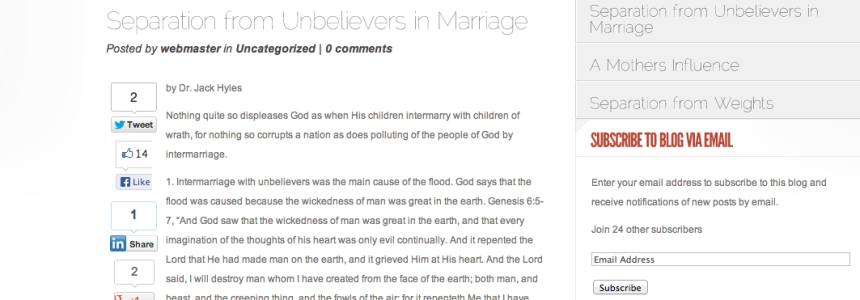 Separation from Unbelievers in Marriage
Posted by webmaster in Uncategorized | 0 comments
2
Tweet
14
Like
1
in Share
2
by Dr. Jack Hyles
Nothing quite so displeases God as when His children intermarry with children of
wrath, for nothing so corrupts a nation as does polluting of the people of God by
intermarriage.
1. Intermarriage with unbelievers was the main cause of the flood. God says that the
flood was caused because the wickedness of man was great in the earth. Genesis 6:5-
7, “And God saw that the wickedness of man was great in the earth, and that every
imagination of the thoughts of his heart was only evil continually. And it repented the
Lord that He had made man on the earth, and it grieved Him at His heart. And the Lord
said, I will destroy man whom I have created from the face of the earth; both man, and
beast, and the creeping thing, and the fowls of the air; for it repenteth Me that I have
Separation from Unbelievers in
Marriage
A Mothers Influence
Separation from Weights
SUBSCRIBE TO BLOG VIA EMAIL
Enter your email address to subscribe to this blog and
receive notifications of new posts by email.
Join 24 other subscribers
Email Address
Subscribe